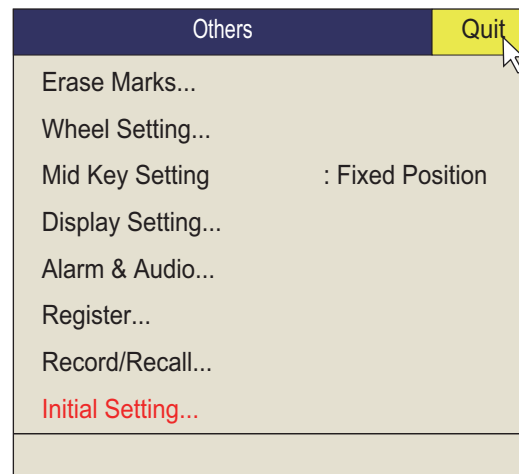 Others Quit
Erase Marks...
Wheel Setting...
Mid Key Setting : Fixed Position
Display Setting...
Alarm & Audio...
Register...
Record/Recall...
Initial Setting...